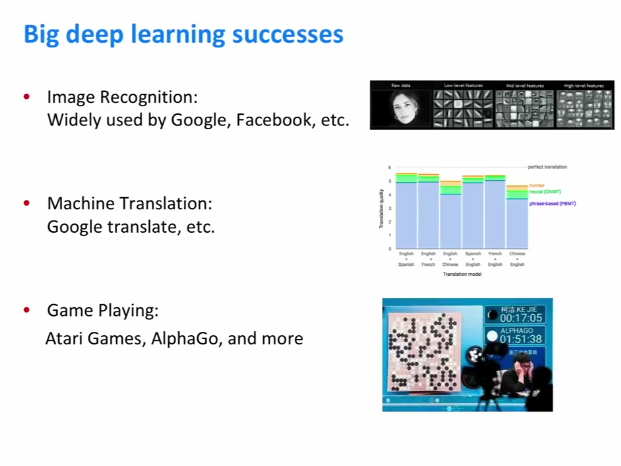 Big deep learning successes
• Image Recognition:
Widely used by Google, Facebook, etc.
Raw data
Low-level features
Mid-level features
High-level features
• Machine Translation:
Google translate, etc.
perfect translation
human
neural (GNMT)
phrase-based (PBMT)
Translation quality
6
5
4
3
2
1
0
English > Spanish
English > French
English > Chinese
Spanish > English
French > English
Chinese > English
Translation model
• Game Playing:
Atari Games, AlphaGo, and more
柯洁 KE JIE
00:17:05
ALPHAGO
01:51:38